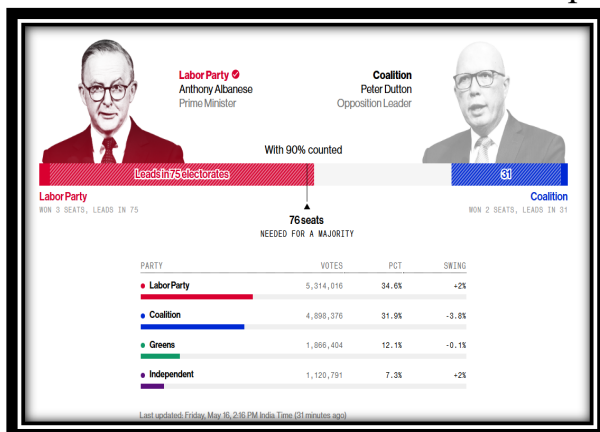 Labor Party
Anthony Albanese
Prime Minister
Coalition
Peter Dutton
Opposition Leader
With 90% counted
Leads in 75 electorates
31
Labor Party
WON 3 SEATS, LEADS IN 75
Coalition
WON 2 SEATS, LEADS IN 31
76 seats
NEEDED FOR A MAJORITY
PARTY VOTES PCT SWING
Labor Party 5,314,016 34.6% +2%
Coalition 4,898,376 31.9% -3.8%
Greens 1,866,404 12.1% -0.1%
Independent 1,120,791 7.3% +2%
Last updated: Friday, May 16, 2:16 PM India Time (31 minutes ago)